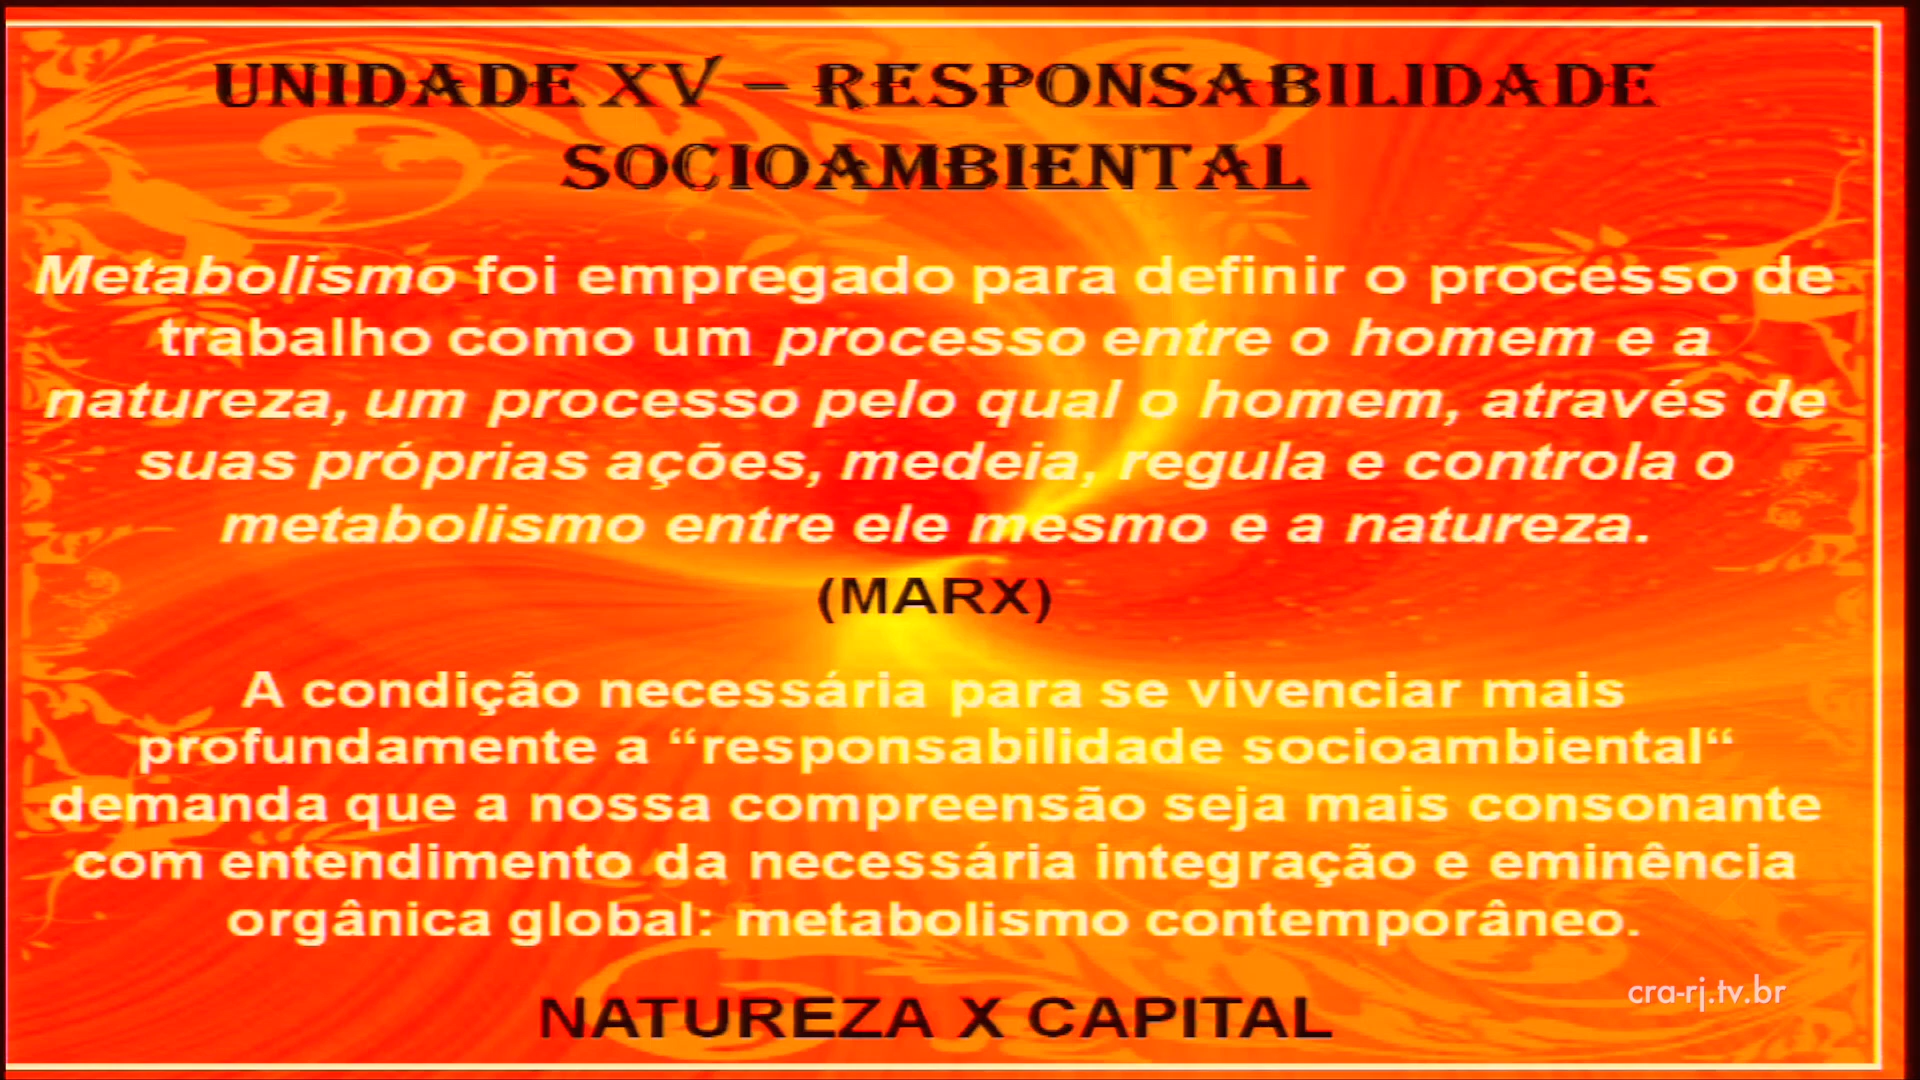 UNIDADE XV – RESPONSABILIDADE
SOCIOAMBIENTAL
Metabolismo foi empregado para definir o processo de
trabalho como um processo entre o homem e a
natureza, um processo pelo qual o homem, através de
suas próprias ações, medeia, regula e controla o
metabolismo entre ele mesmo e a natureza.
(MARX)
A condição necessária para se vivenciar mais
profundamente a “responsabilidade socioambiental“
demanda que a nossa compreensão seja mais consonante
com entendimento da necessária integração e eminência
orgânica global: metabolismo contemporâneo.
cra-rj.tv.br
NATUREZA X CAPITAL